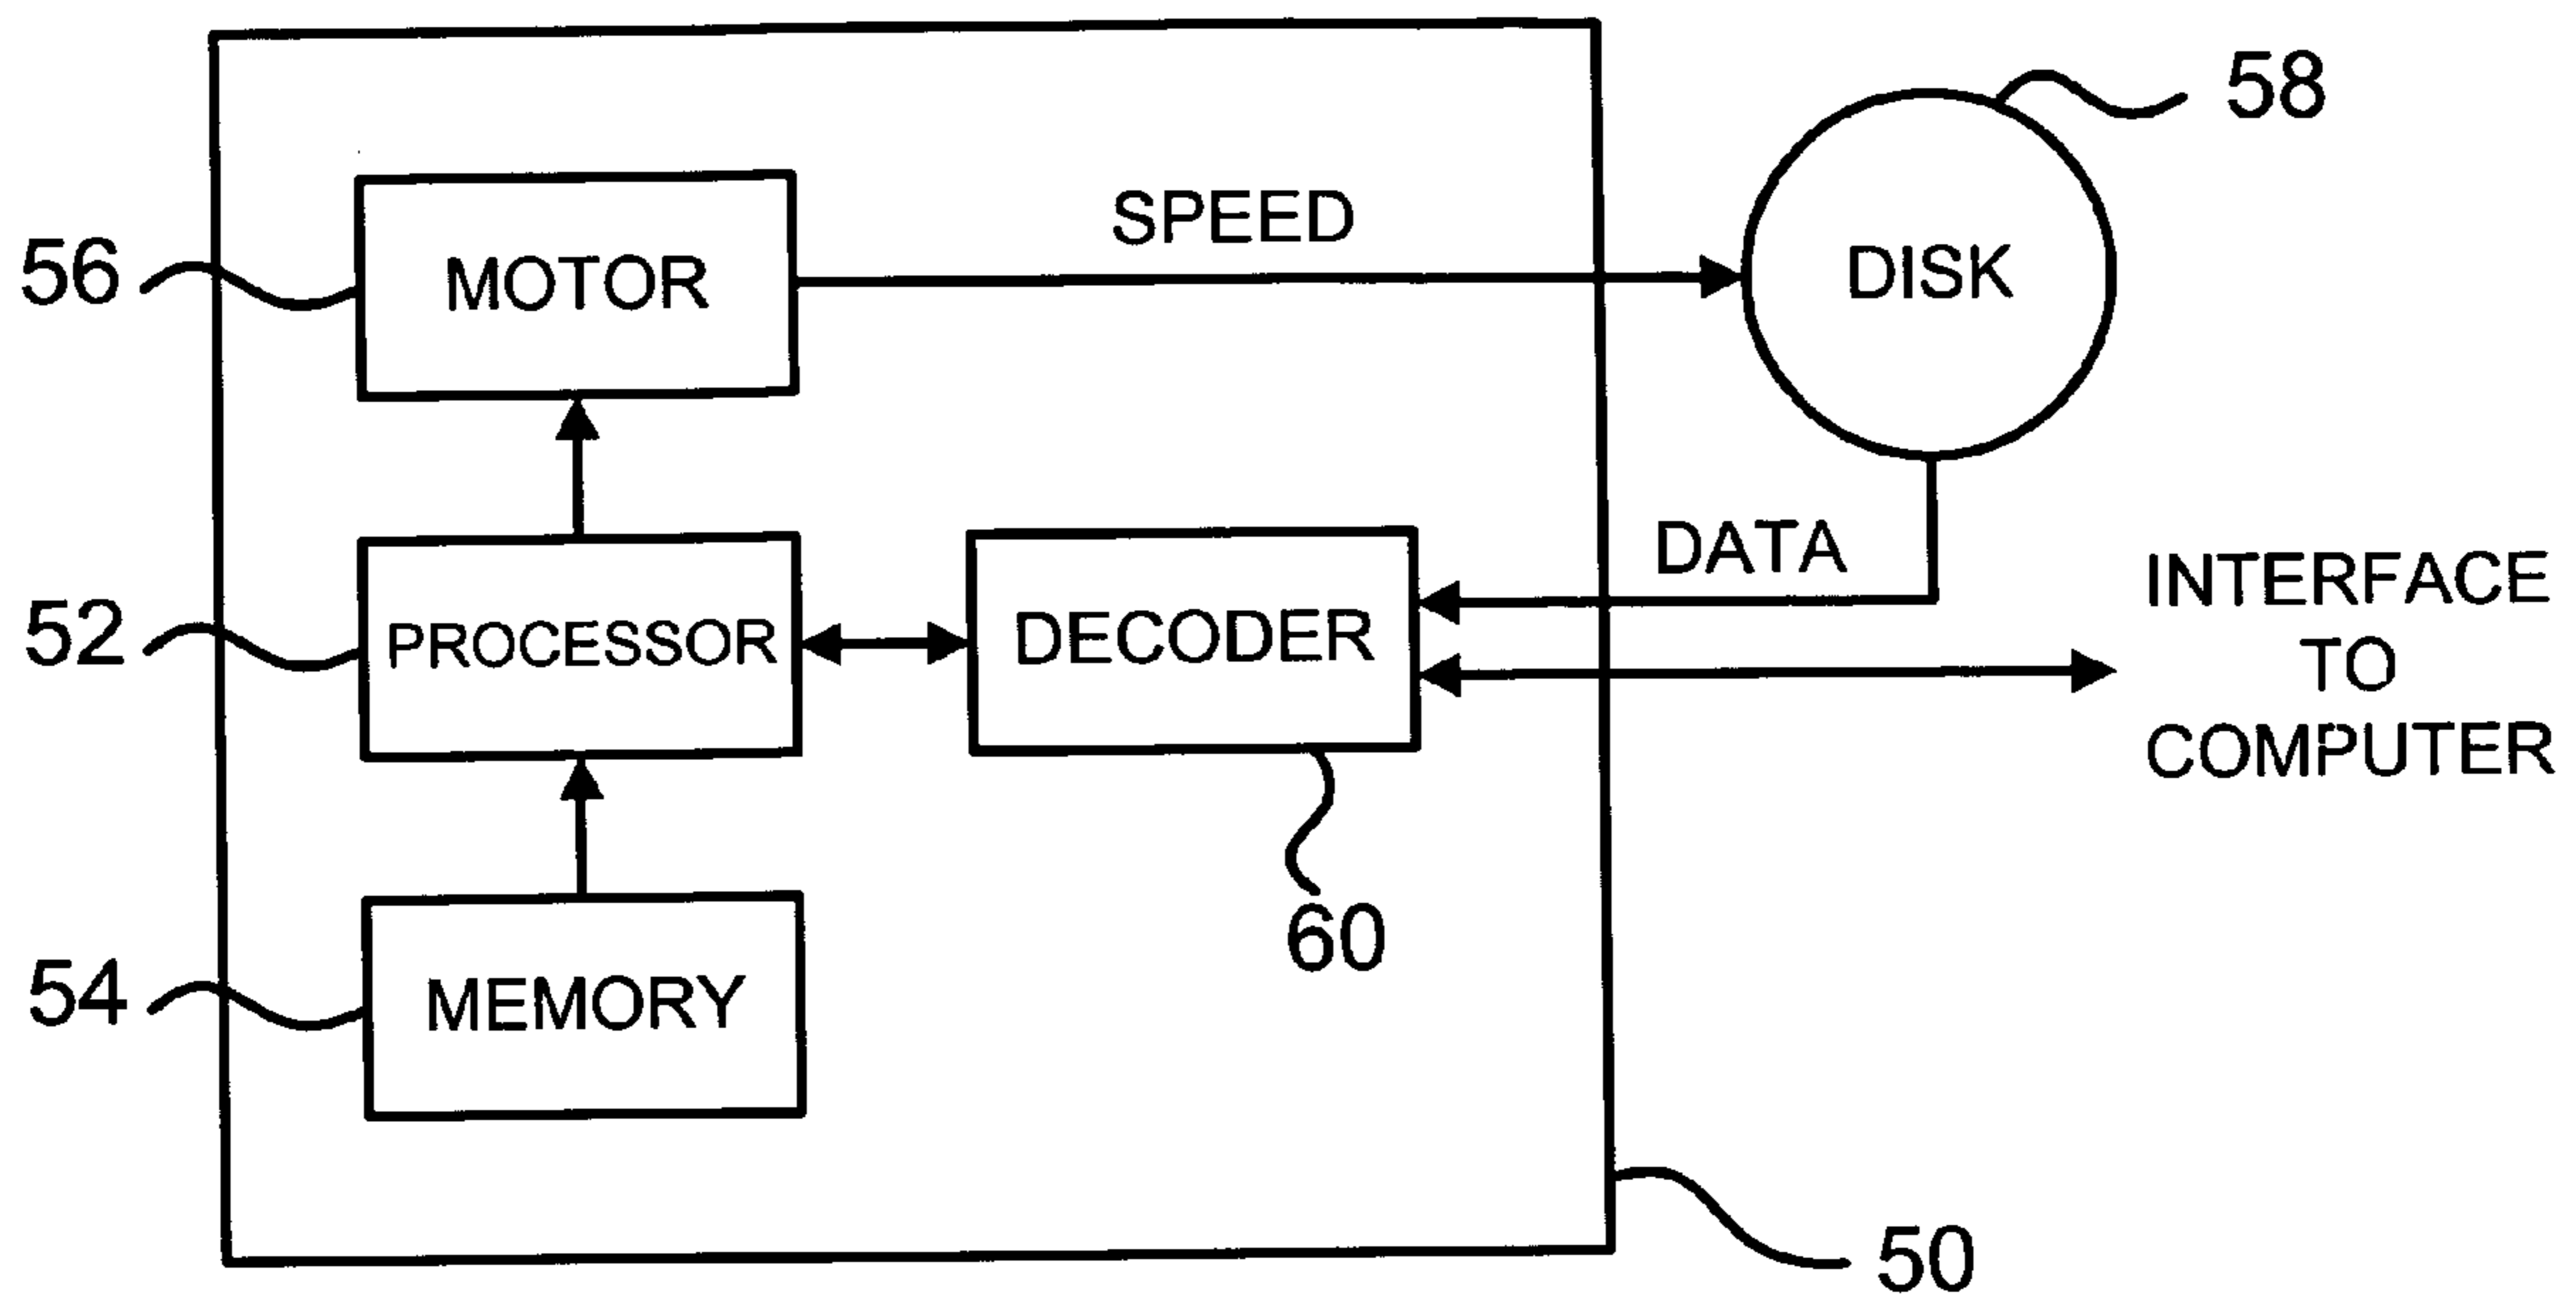 58
SPEED
56
MOTOR
DISK
DATA
INTERFACE
TO
COMPUTER
52
PROCESSOR
DECODER
60
54
MEMORY
50